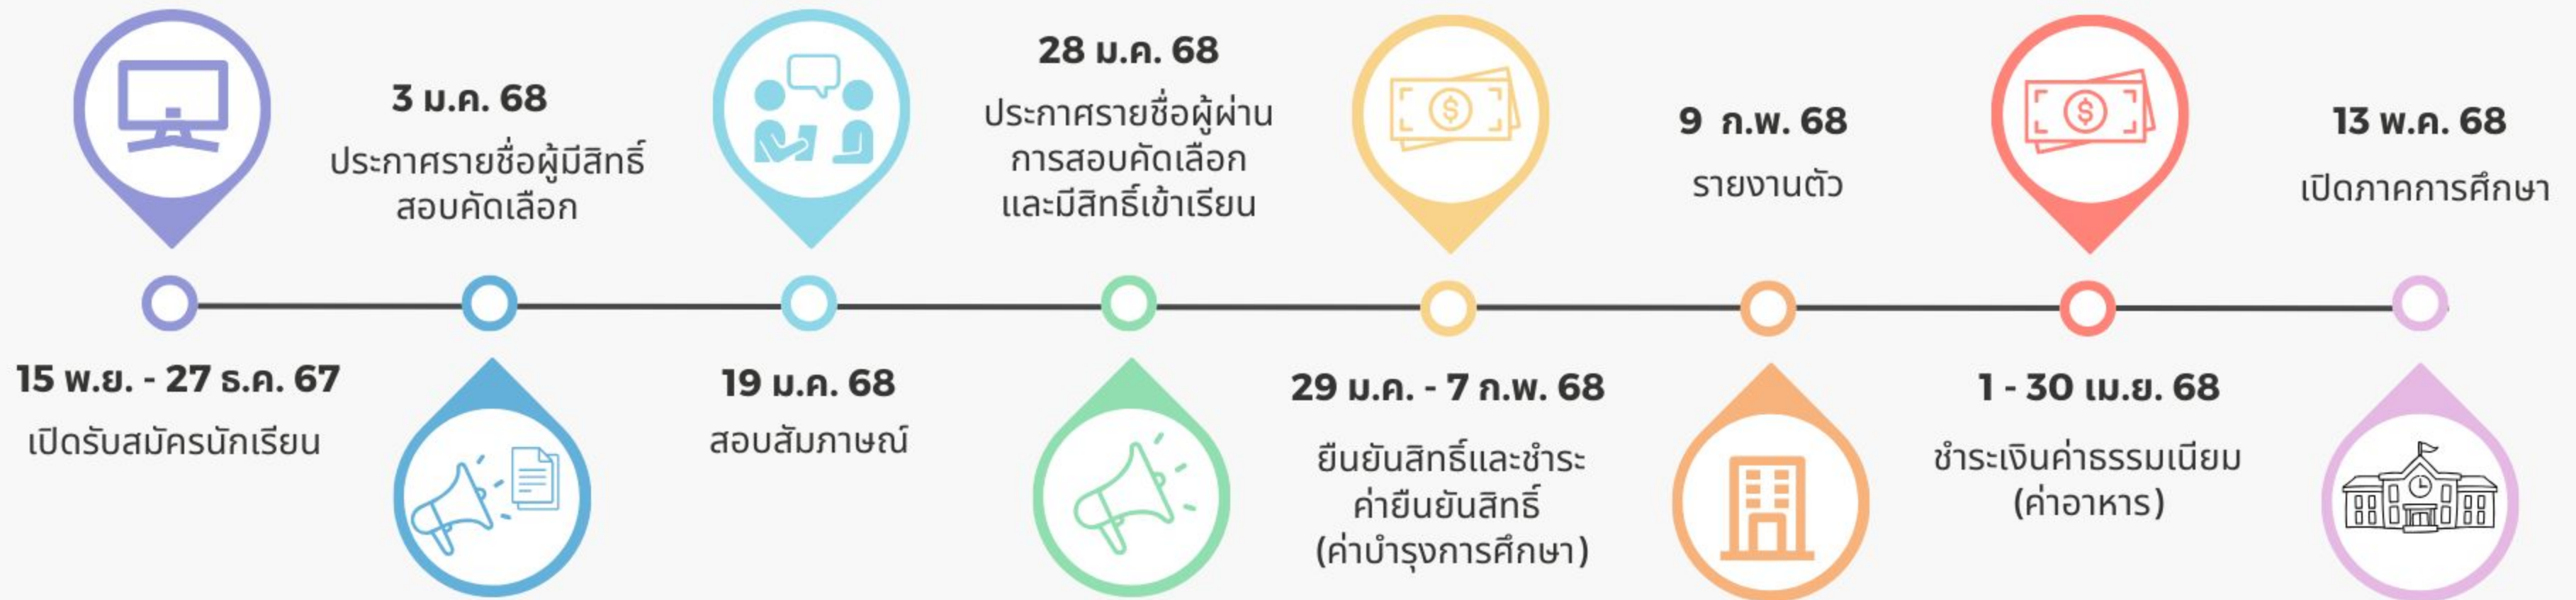 15 พ.ย. - 27 ธ.ค. 67
เปิดรับสมัครนักเรียน
3 ม.ค. 68
ประกาศรายชื่อผู้มีสิทธิ์
สอบคัดเลือก
19 ม.ค. 68
สอบสัมภาษณ์
28 ม.ค. 68
ประกาศรายชื่อผู้ผ่าน
การสอบคัดเลือก
และมีสิทธิ์เข้าเรียน
29 ม.ค. - 7 ก.พ. 68
ยืนยันสิทธิ์และชำระ
ค่ายืนยันสิทธิ์
(ค่าบำรุงการศึกษา)
9 ก.พ. 68
รายงานตัว
1 - 30 เม.ย. 68
ชำระเงินค่าธรรมเนียม
(ค่าอาหาร)
13 พ.ค. 68
เปิดภาคการศึกษา